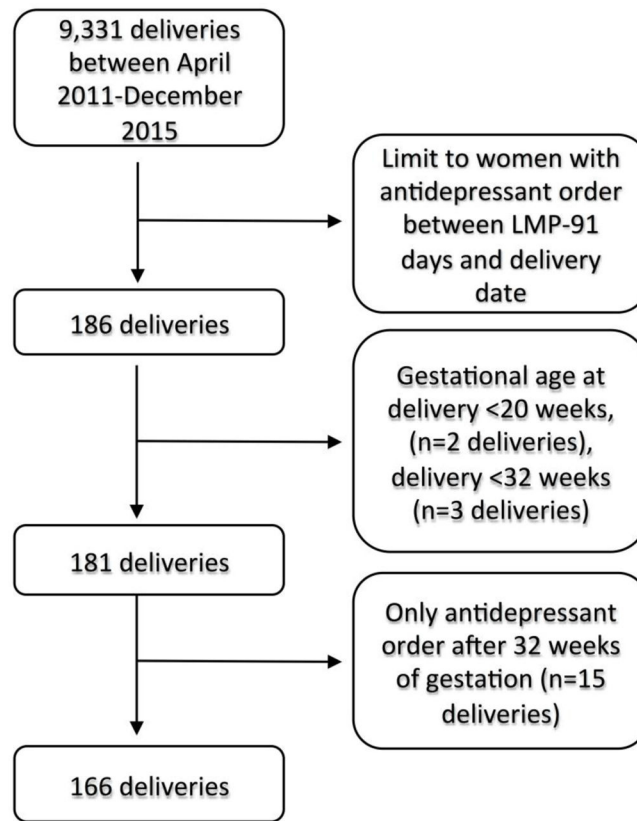 9,331 deliveries
between April
2011-December
2015
Limit to women with
antidepressant order
between LMP-91
days and delivery
date
186 deliveries
Gestational age at
delivery <20 weeks,
(n=2 deliveries),
delivery <32 weeks
(n=3 deliveries)
181 deliveries
Only antidepressant
order after 32 weeks
of gestation (n=15
deliveries)
166 deliveries